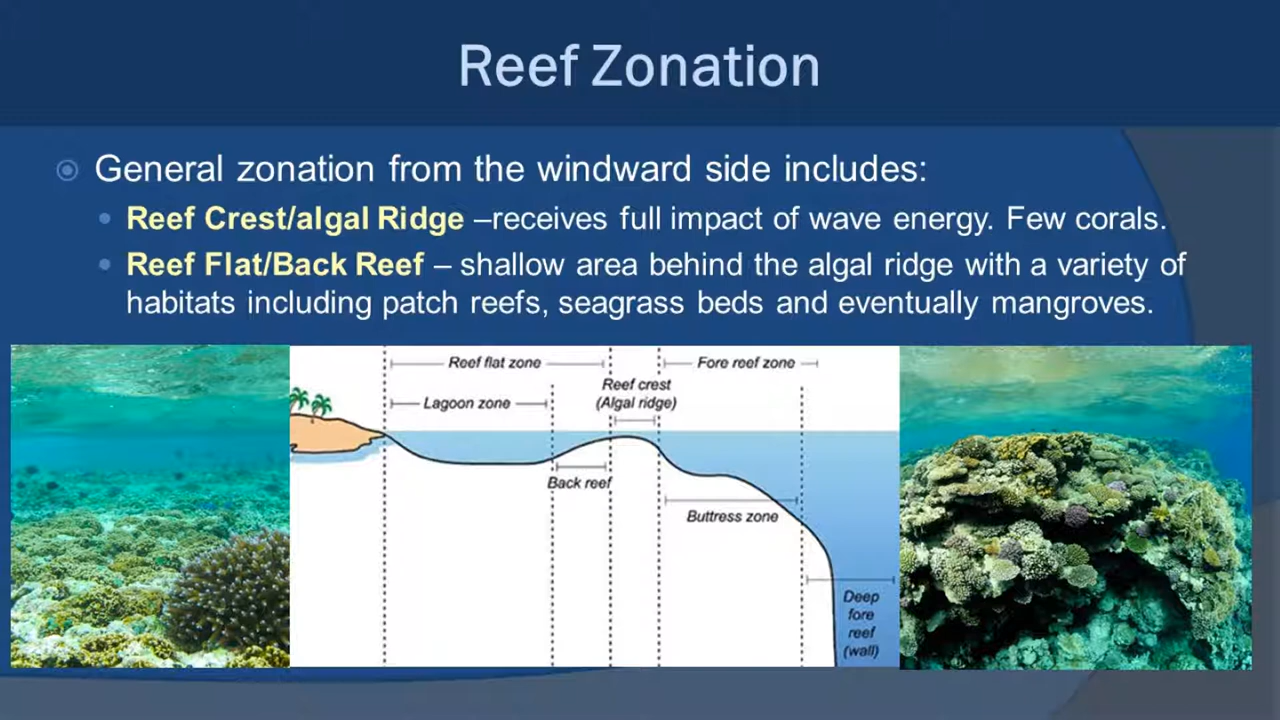 Reef Zonation
General zonation from the windward side includes:
Reef Crest/algal Ridge –receives full impact of wave energy. Few corals.
Reef Flat/Back Reef – shallow area behind the algal ridge with a variety of
habitats including patch reefs, seagrass beds and eventually mangroves.
Reef flat zone
Fore reef zone
Reef crest
(Algal ridge)
Lagoon zone
Back reef
Buttress zone
Deep
fore
reef
(wall)